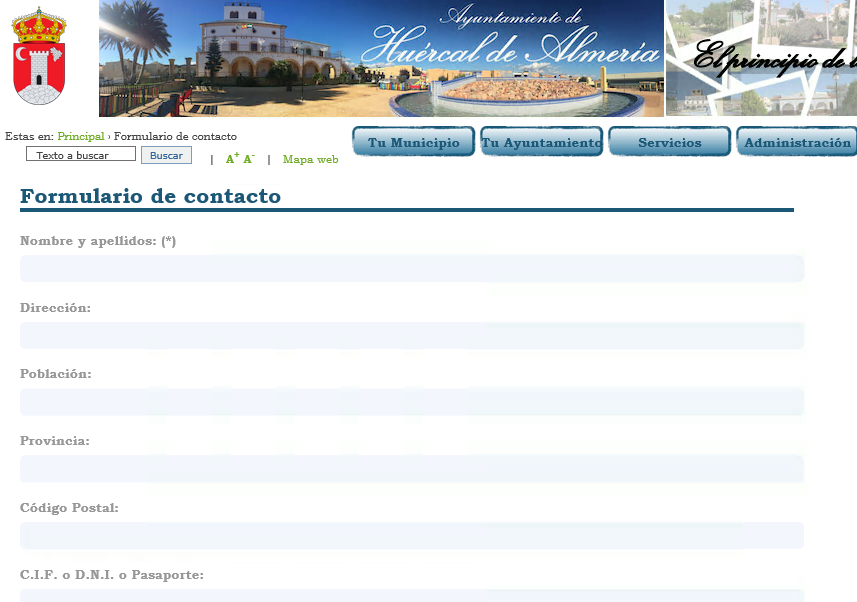 Ayuntamiento de
Huércal de Almería
El principio de
Estas en: Principal › Formulario de contacto
Texto a buscar Buscar | A+ A- | Mapa web
Tu Municipio Tu Ayuntamiento Servicios Administración
Formulario de contacto
Nombre y apellidos: (*)
Dirección:
Población:
Provincia:
Código Postal:
C.I.F. o D.N.I. o Pasaporte: